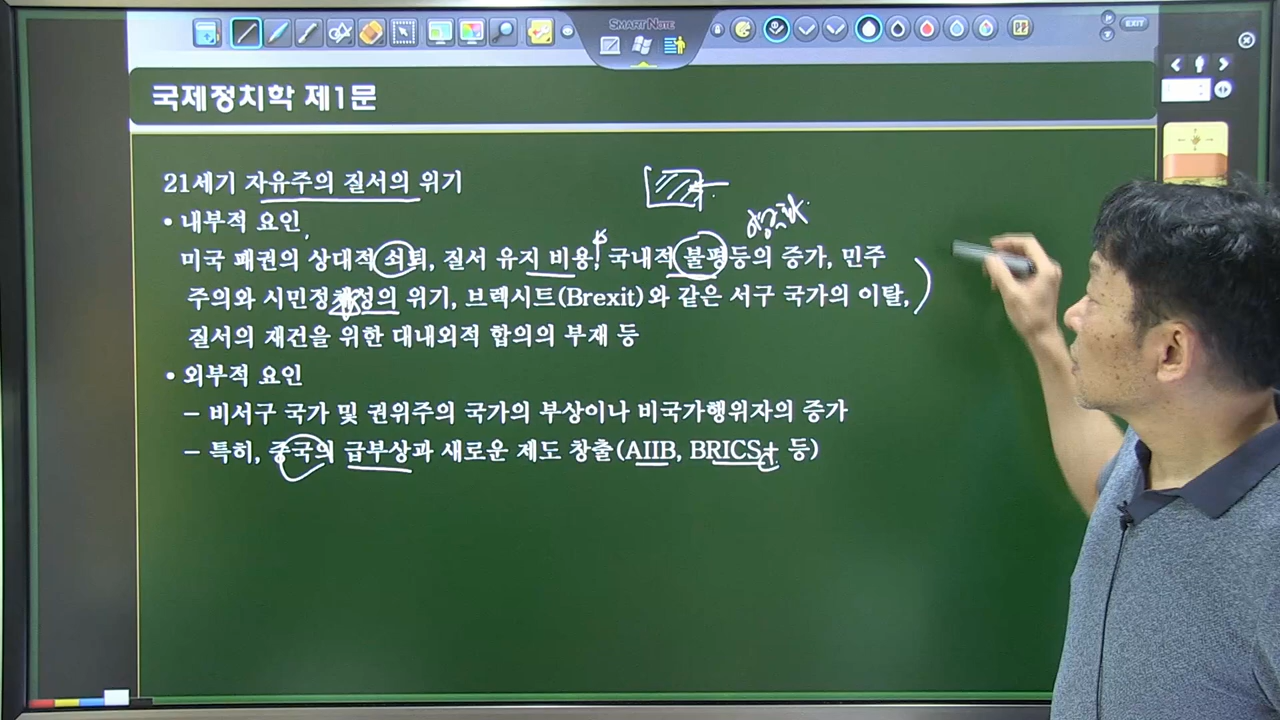 SMART NOTE
EXIT
국제정치학 제1문
21세기 자유주의 질서의 위기
양극화
• 내부적 요인
미국 패권의 상대적 쇠퇴, 질서 유지 비용, 국내적 불평등의 증가, 민주
주의와 시민정체성의 위기, 브렉시트(Brexit)와 같은 서구 국가의 이탈,
질서의 재건을 위한 대내외적 합의의 부재 등
• 외부적 요인
– 비서구 국가 및 권위주의 국가의 부상이나 비국가행위자의 증가
– 특히, 중국의 급부상과 새로운 제도 창출(AIIB, BRICS+ 등)